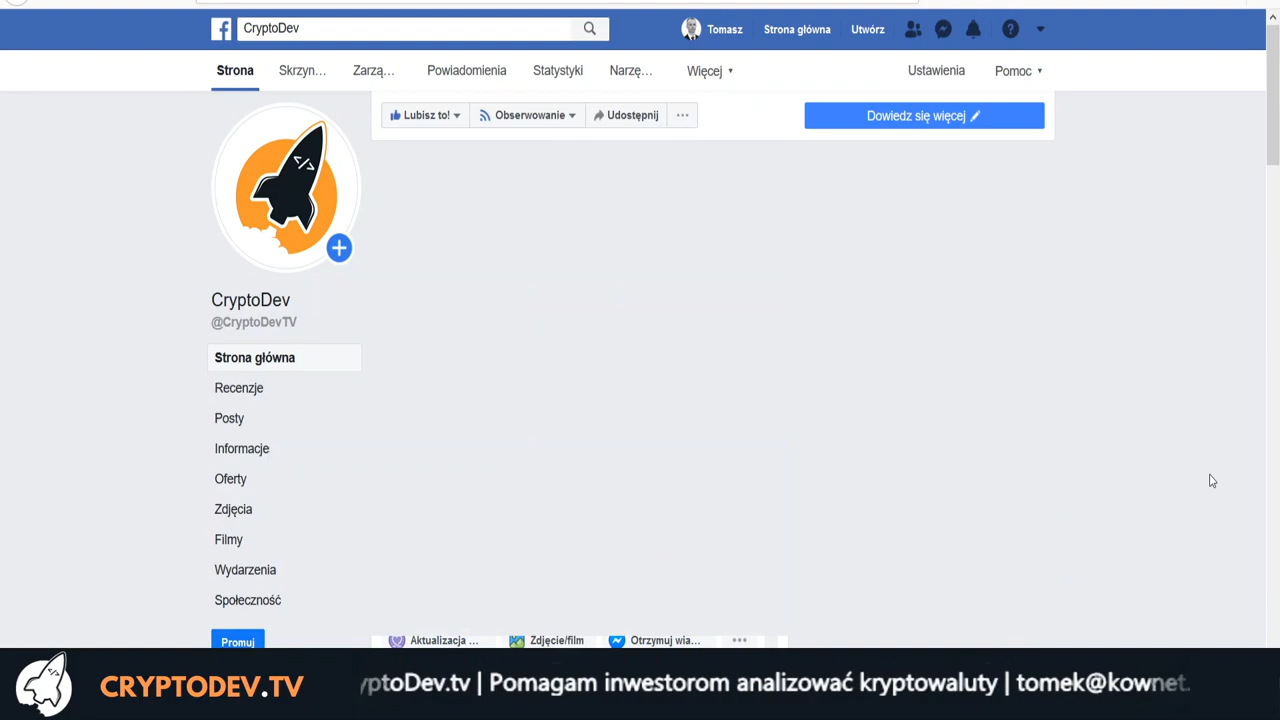 CryptoDev
Tomasz
Strona główna
Utwórz
Strona
Skrzyn...
Zarzą...
Powiadomienia
Statystyki
Narzę...
Więcej
Ustawienia
Pomoc
Lubisz to!
Obserwowanie
Udostępnij
Dowiedz się więcej
</>
CryptoDev
@CryptoDevTV
Strona główna
Recenzje
Posty
Informacje
Oferty
Zdjęcia
Filmy
Wydarzenia
Społeczność
Promuj
Aktualizacja ...
Zdjęcie/film
Otrzymuj wia...
CRYPTODEV.TV
yptoDev.tv | Pomagam inwestorom analizować kryptowaluty | tomek@kownet.